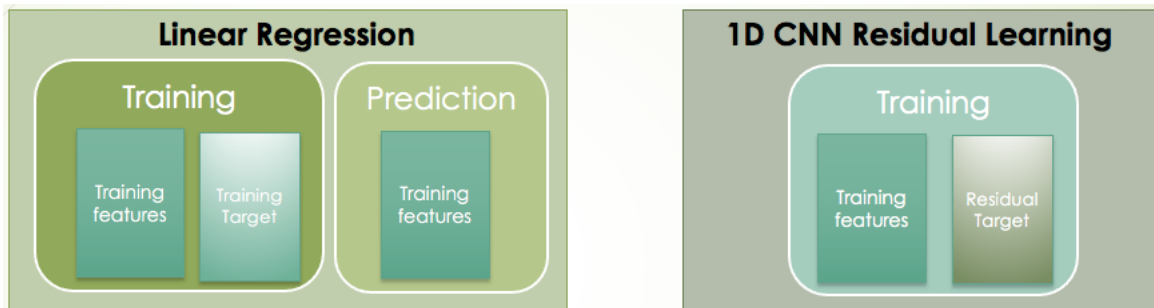 Linear Regression
Training
Training
features
Training
Target
Prediction
Training
features
1D CNN Residual Learning
Training
Training
features
Residual
Target